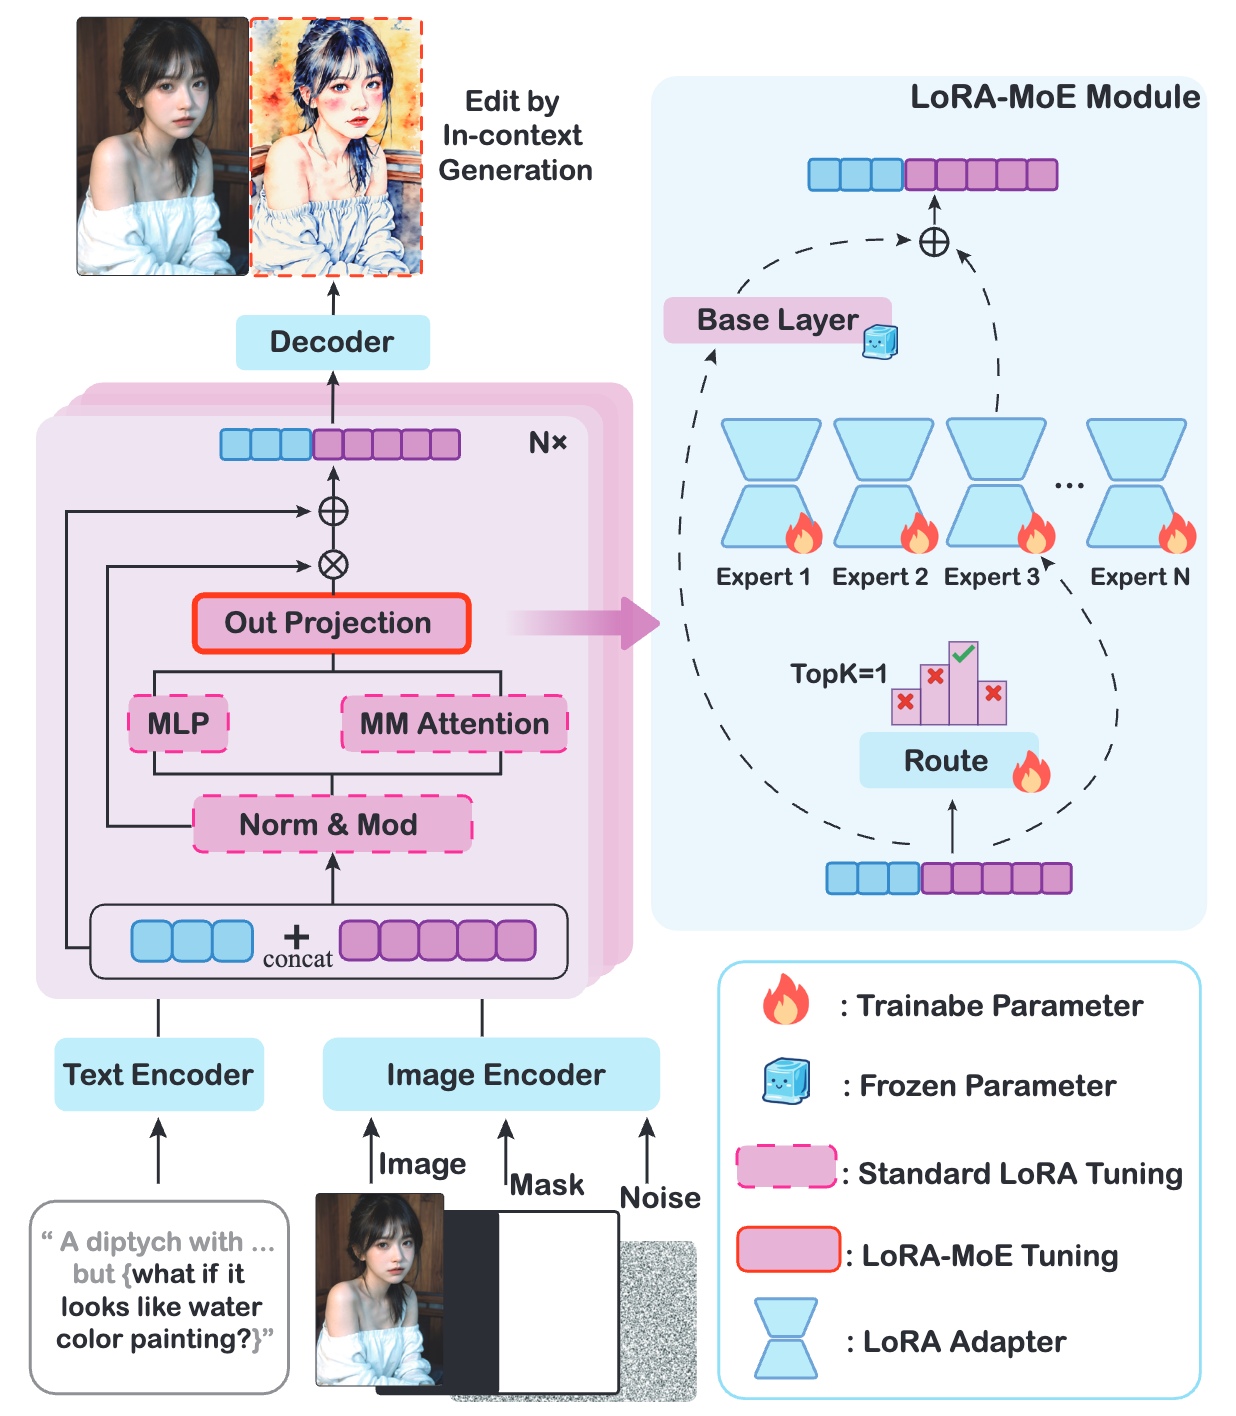 Edit by
In-context
Generation
Decoder
N×
Out Projection
MLP
MM Attention
Norm & Mod
+
concat
Text Encoder
Image Encoder
Image
Mask
Noise
“ A diptych with ...
but {what if it
looks like water
color painting?}”
LoRA-MoE Module
Base Layer
...
Expert 1
Expert 2
Expert 3
Expert N
TopK=1
Route
: Trainabe Parameter
: Frozen Parameter
: Standard LoRA Tuning
: LoRA-MoE Tuning
: LoRA Adapter